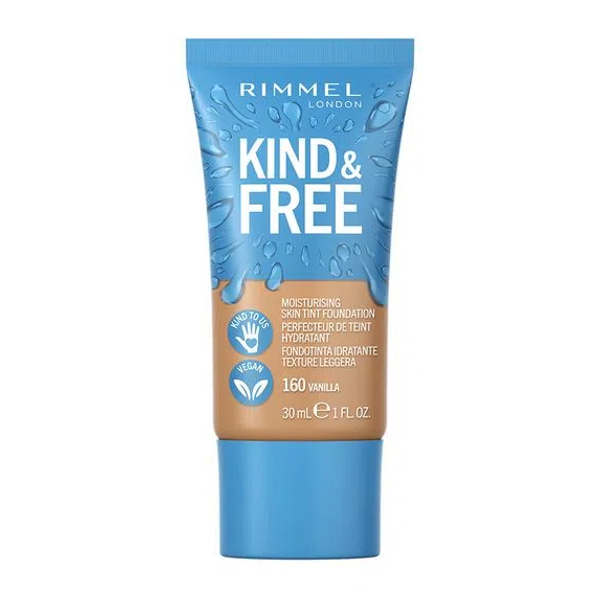 RIMMEL
LONDON
KIND &
FREE
MOISTURISING
SKIN TINT FOUNDATION
PERFECTEUR DE TEINT
HYDRATANT
FONDOTINTA IDRATANTE
TEXTURE LEGGERA
KIND TO US
VEGAN
160 VANILLA
30 mL ℮ 1 FL. OZ.